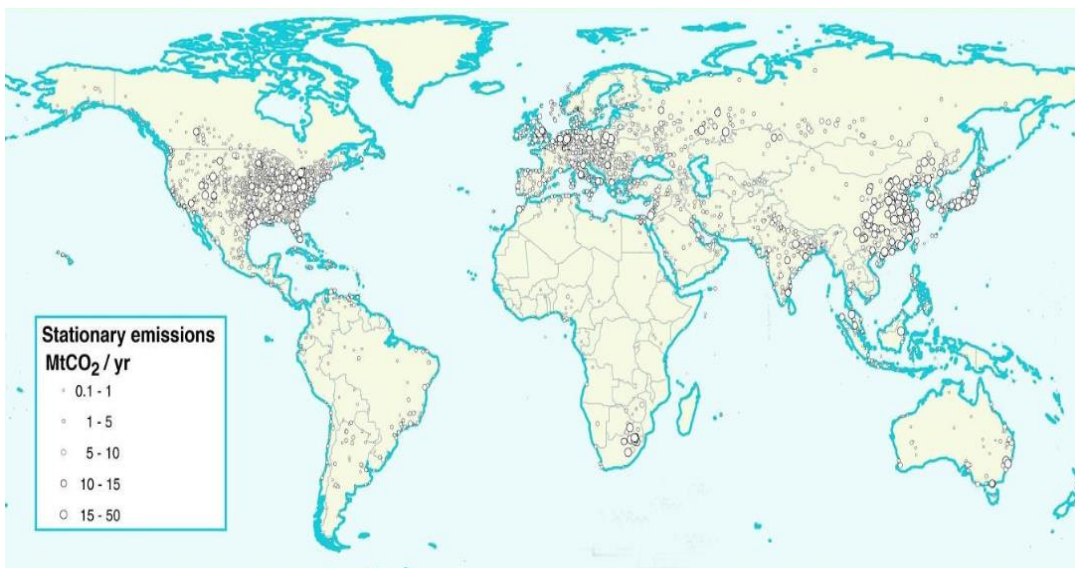 Stationary emissions
MtCO₂ / yr
0.1 - 1
1 - 5
5 - 10
10 - 15
15 - 50